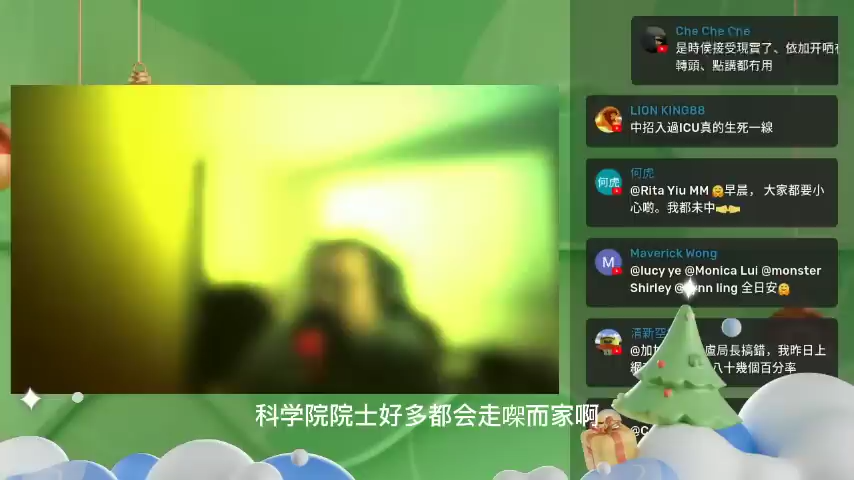 Che Che Che
是時侯接受現實了、依加开晒
轉頭、點講都冇用
LION KING88
中招入過ICU真的生死一線
何虎
何虎
@Rita Yiu MM 早晨， 大家都要小
心啲。我都未中
M
Maverick Wong
@lucy ye @Monica Lui @monster
Shirley 全日安
清新空
盧局長搞錯，我昨日上
八十幾個百分率
科学院院士好多都会走㗎而家啊